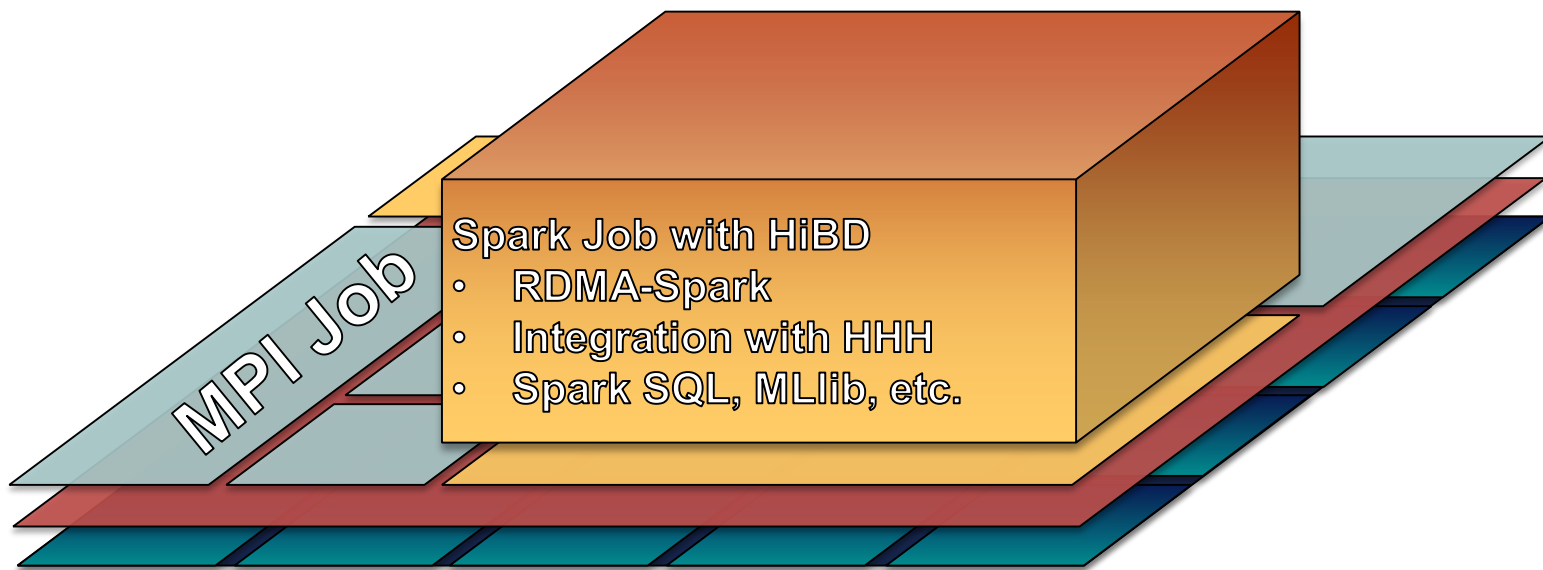 Spark Job with HiBD
• RDMA-Spark
• Integration with HHH
• Spark SQL, MLlib, etc.
MPI Job